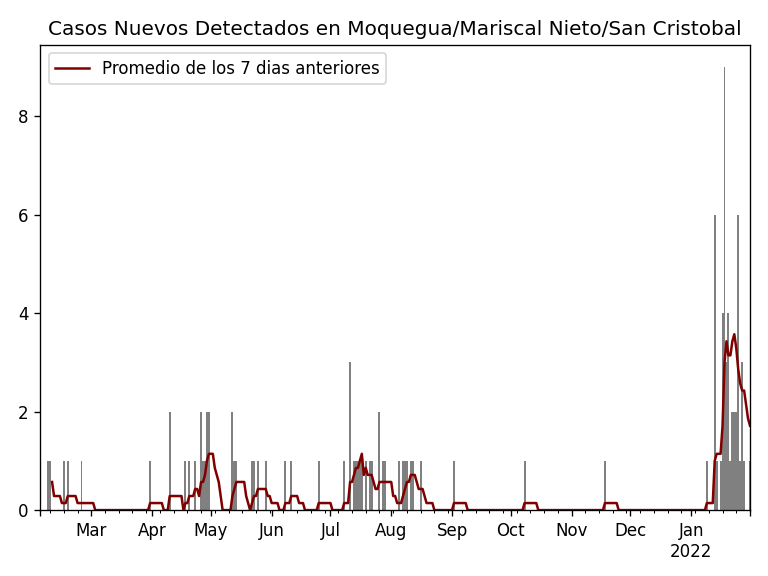 Casos Nuevos Detectados en Moquegua/Mariscal Nieto/San Cristobal
Promedio de los 7 dias anteriores
8
6
4
2
0
Mar Apr May Jun Jul Aug Sep Oct Nov Dec Jan
2022